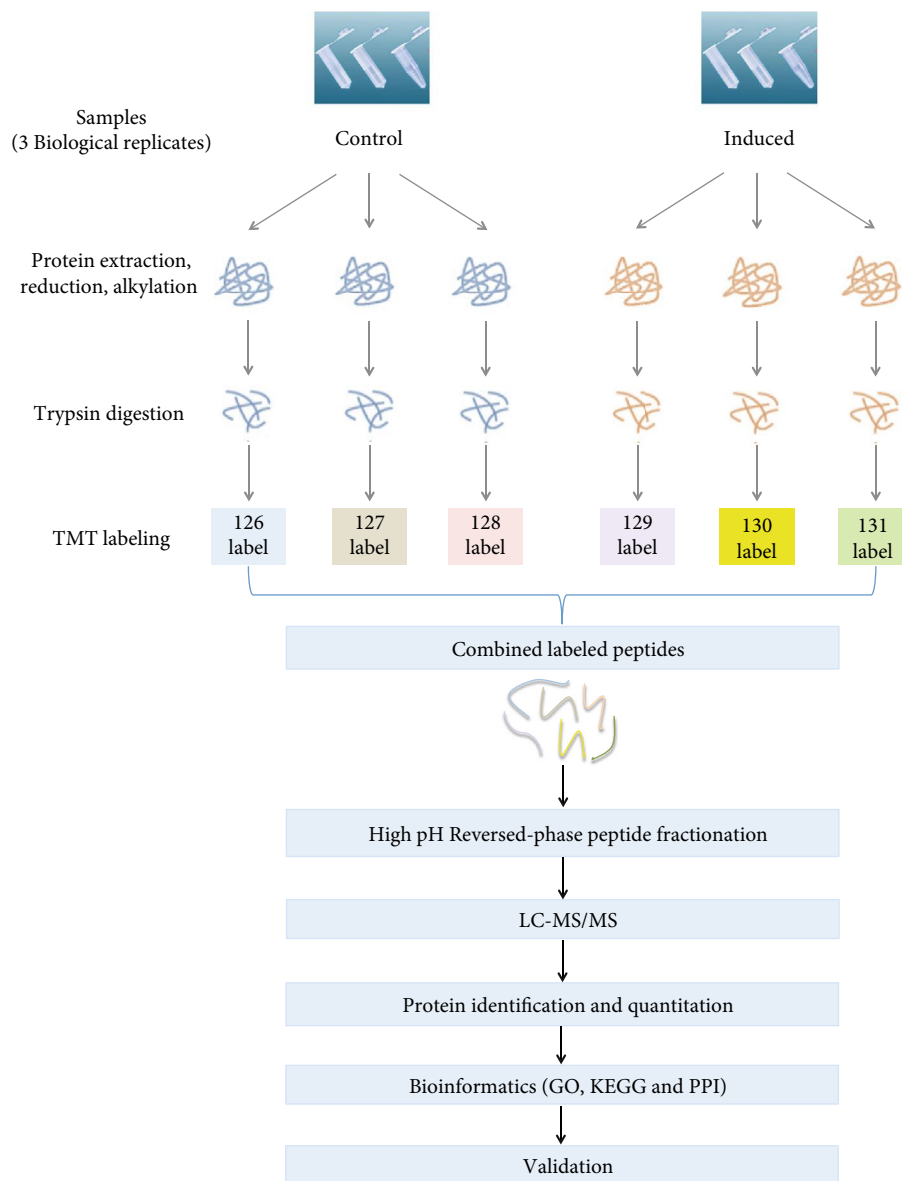 Samples
(3 Biological replicates)
Control
Induced
Protein extraction,
reduction, alkylation
Trypsin digestion
TMT labeling
126
label
127
label
128
label
129
label
130
label
131
label
Combined labeled peptides
High pH Reversed-phase peptide fractionation
LC-MS/MS
Protein identification and quantitation
Bioinformatics (GO, KEGG and PPI)
Validation